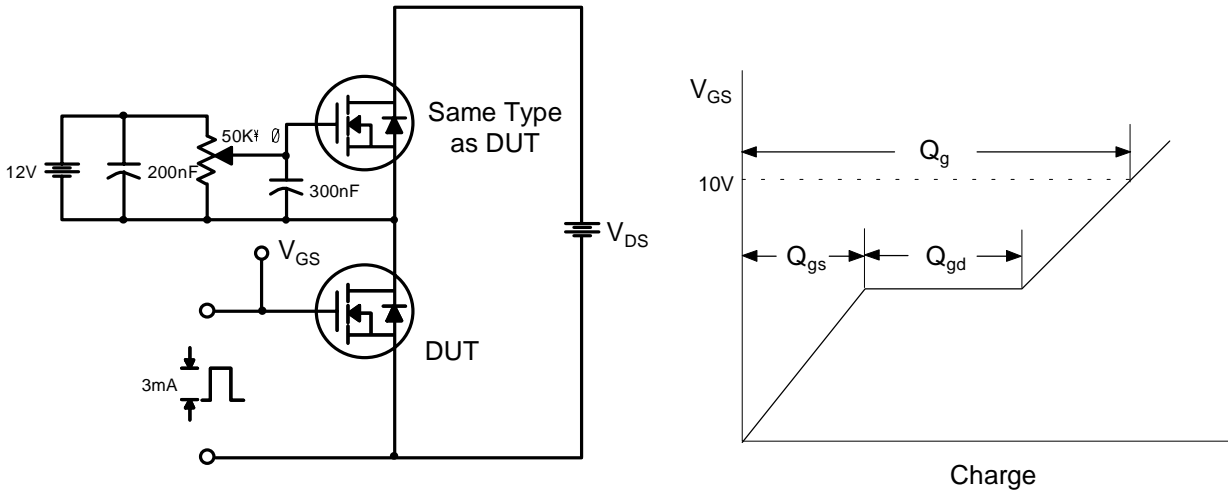 Same Type
as DUT
50K¥ Ø
12V
200nF
300nF
V_DS
V_GS
DUT
3mA
V_GS
Q_g
10V
Q_gs
Q_gd
Charge